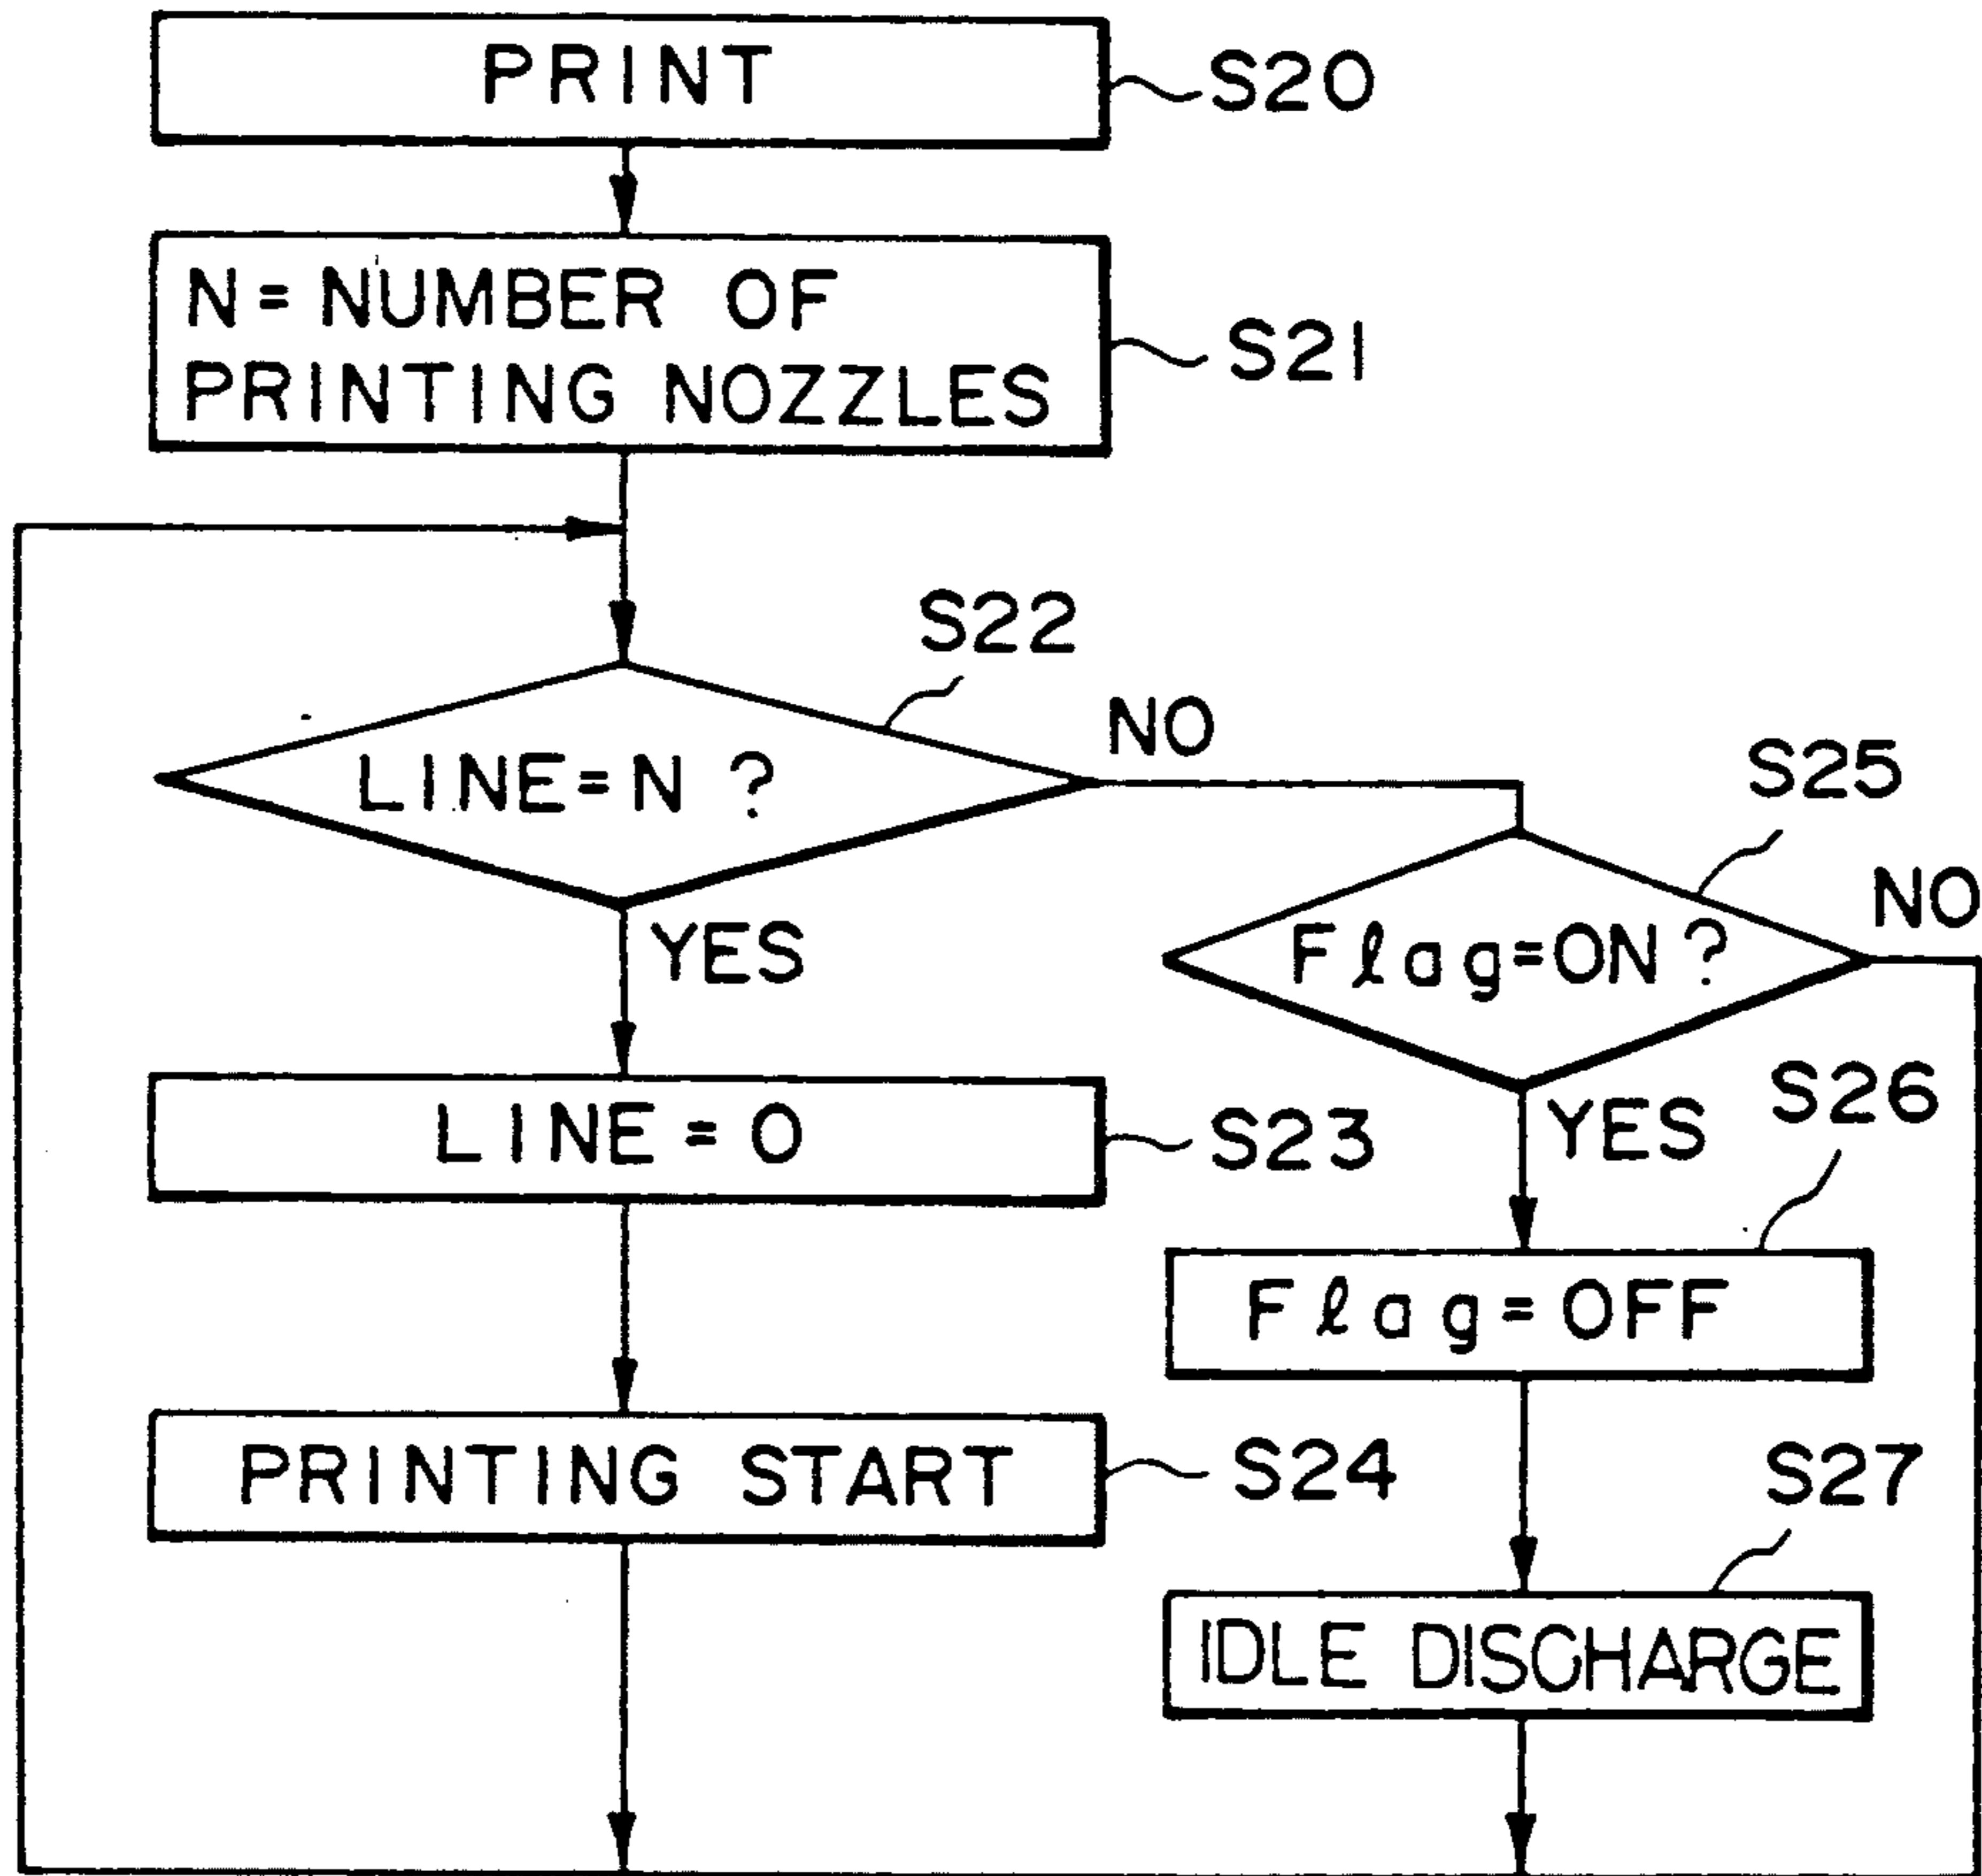 PRINT
S20
N=NUMBER OF
PRINTING NOZZLES
S21
S22
LINE=N ?
NO
YES
S25
Flag=ON ?
NO
YES
LINE=0
S23
S26
Flag=OFF
PRINTING START
S24
S27
IDLE DISCHARGE